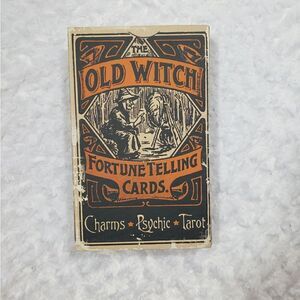 THE
OLD WITCH
FORTUNE TELLING
CARDS.
Charms ★ Psychic ★ Tarot